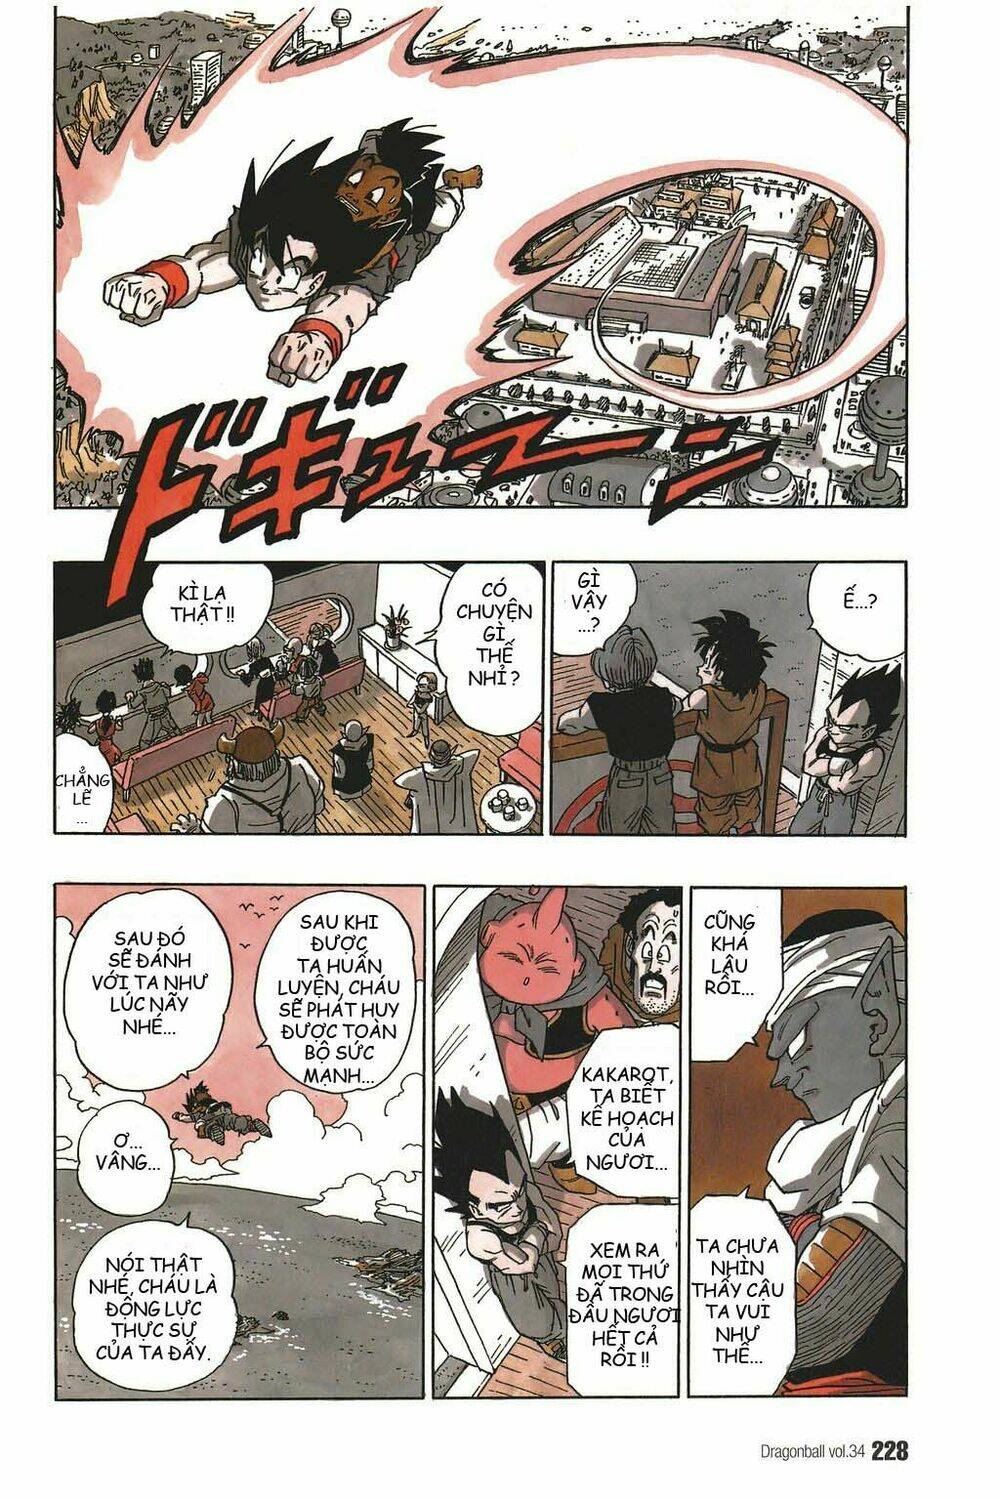 ドギューーン
Ế...?
GÌ
VẬY
...?
CÓ
CHUYỆN
GÌ
THẾ
NHỈ?
KÌ LẠ
THẬT!!
CHẲNG
LẼ
...
CŨNG
KHÁ
LÂU
RỒI...
TA CHƯA
NHÌN
THẤY CẬU
TA VUI
NHƯ
THẾ...
KAKAROT,
TA BIẾT
KẾ HOẠCH
CỦA
NGƯƠI...
XEM RA
MỌI THỨ
ĐÃ TRONG
ĐẦU NGƯƠI
HẾT CẢ
RỒI!!
SAU KHI
ĐƯỢC
TA HUẤN
LUYỆN, CHÁU
SẼ PHÁT HUY
ĐƯỢC TOÀN
BỘ SỨC
MẠNH...
SAU ĐÓ
SẼ ĐÁNH
VỚI TA NHƯ
LÚC NÃY
NHÉ...
Ơ...
VÂNG...
NÓI THẬT
NHÉ, CHÁU LÀ
ĐỘNG LỰC
THỰC SỰ
CỦA TA ĐẤY.
Dragonball vol.34 228